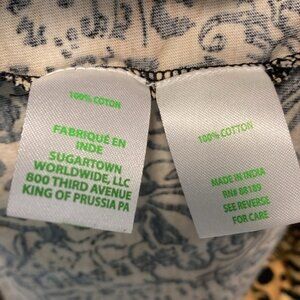 100% COTON
FABRIQUÉ EN
INDE
SUGARTOWN
WORLDWIDE, LLC
800 THIRD AVENUE
KING OF PRUSSIA PA
100% COTTON
MADE IN INDIA
RN# 88189
SEE REVERSE
FOR CARE